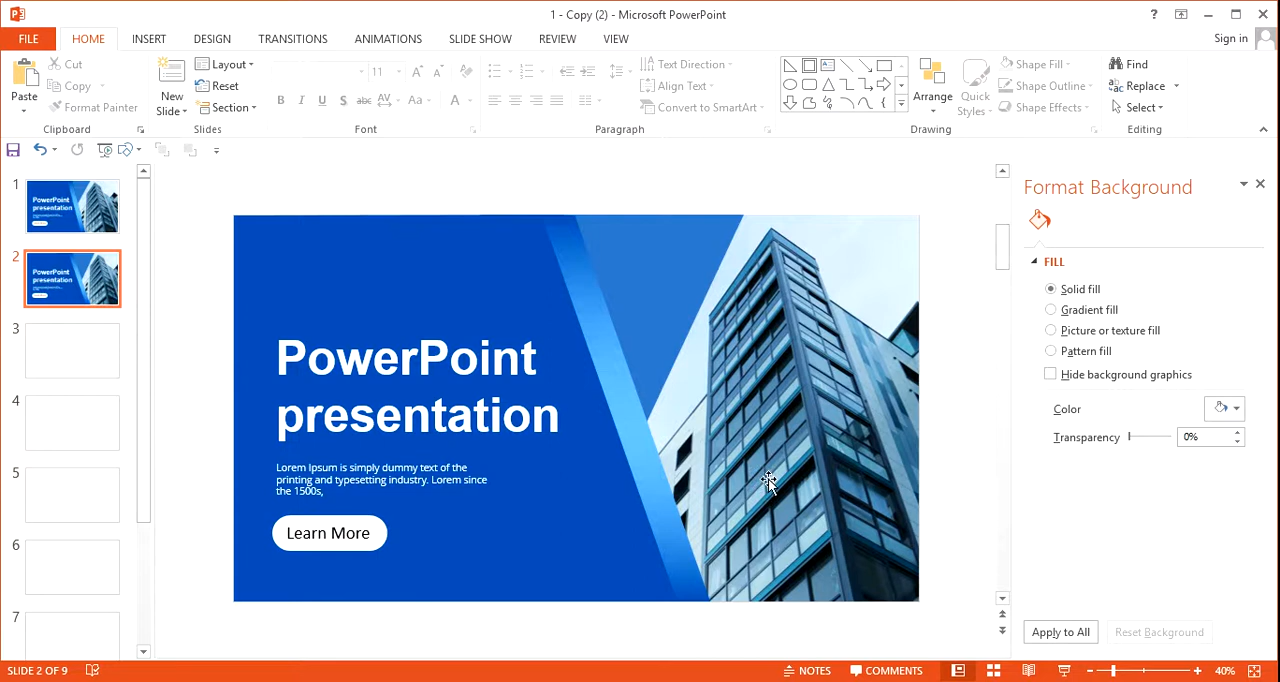 1 - Copy (2) - Microsoft PowerPoint
?
FILE HOME INSERT DESIGN TRANSITIONS ANIMATIONS SLIDE SHOW REVIEW VIEW Sign in
Paste
Cut
Copy
Format Painter
Clipboard
New Slide
Layout
Reset
Section
Slides
11
B I U S abc AV Aa A
Font
Text Direction
Align Text
Convert to SmartArt
Paragraph
Arrange
Quick Styles
Shape Fill
Shape Outline
Shape Effects
Drawing
Find
Replace
Select
Editing
1
2
3
4
5
6
7
PowerPoint
presentation
Lorem Ipsum is simply dummy text of the
printing and typesetting industry. Lorem since
the 1500s,
Learn More
Format Background
FILL
Solid fill
Gradient fill
Picture or texture fill
Pattern fill
Hide background graphics
Color
Transparency 0%
Apply to All Reset Background
SLIDE 2 OF 9 NOTES COMMENTS 40%